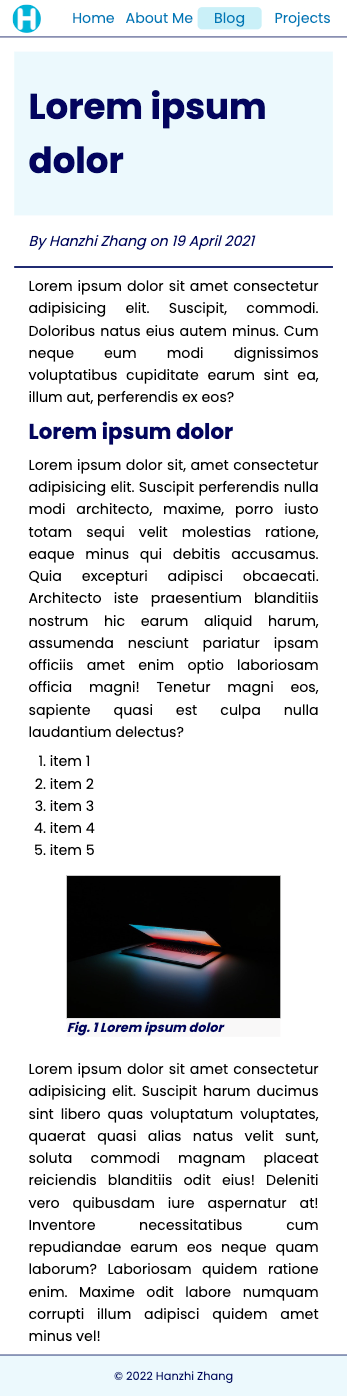 H
Home About Me Blog Projects
Lorem ipsum
dolor
By Hanzhi Zhang on 19 April 2021
Lorem ipsum dolor sit amet consectetur
adipisicing elit. Suscipit, commodi.
Doloribus natus eius autem minus. Cum
neque eum modi dignissimos
voluptatibus cupiditate earum sint ea,
illum aut, perferendis ex eos?
Lorem ipsum dolor
Lorem ipsum dolor sit, amet consectetur
adipisicing elit. Suscipit perferendis nulla
modi architecto, maxime, porro iusto
totam sequi velit molestias ratione,
eaque minus qui debitis accusamus.
Quia excepturi adipisci obcaecati.
Architecto iste praesentium blanditiis
nostrum hic earum aliquid harum,
assumenda nesciunt pariatur ipsam
officiis amet enim optio laboriosam
officia magni! Tenetur magni eos,
sapiente quasi est culpa nulla
laudantium delectus?
1. item 1
2. item 2
3. item 3
4. item 4
5. item 5
Fig. 1 Lorem ipsum dolor
Lorem ipsum dolor sit amet consectetur
adipisicing elit. Suscipit harum ducimus
sint libero quas voluptatum voluptates,
quaerat quasi alias natus velit sunt,
soluta commodi magnam placeat
reiciendis blanditiis odit eius! Deleniti
vero quibusdam iure aspernatur at!
Inventore necessitatibus cum
repudiandae earum eos neque quam
laborum? Laboriosam quidem ratione
enim. Maxime odit labore numquam
corrupti illum adipisci quidem amet
minus vel!
© 2022 Hanzhi Zhang